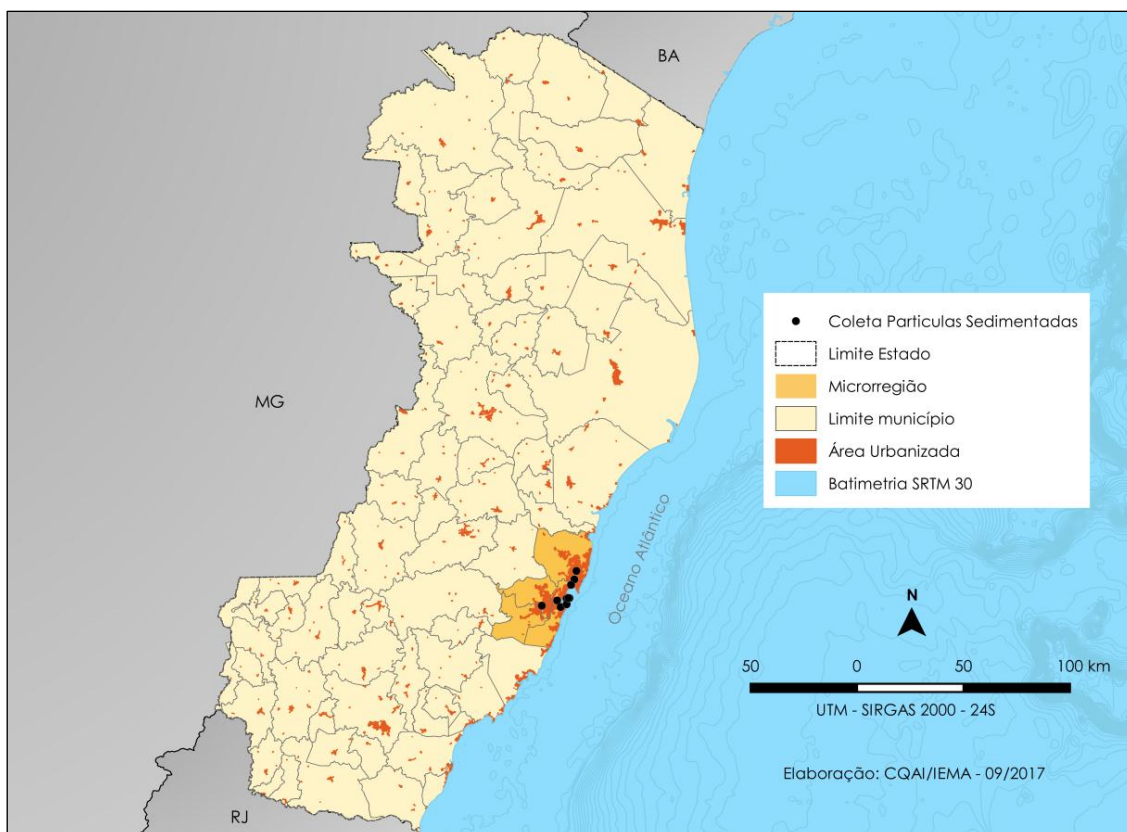 BA
MG
RJ
Oceano Atlântico
Coleta Particulas Sedimentadas
Limite Estado
Microrregião
Limite município
Área Urbanizada
Batimetria SRTM 30
N
50 0 50 100 km
UTM - SIRGAS 2000 - 24S
Elaboração: CQAI/IEMA - 09/2017